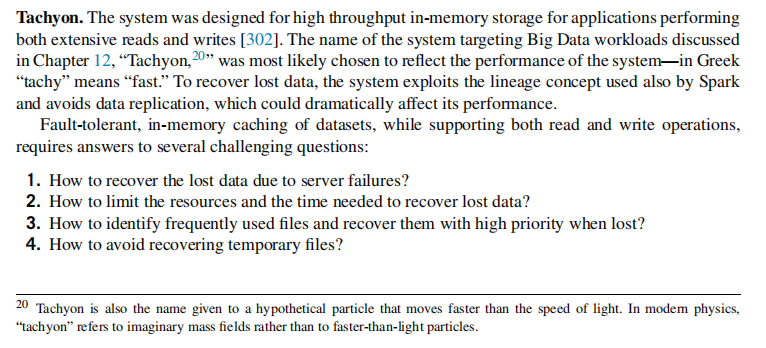 Tachyon. The system was designed for high throughput in-memory storage for applications performing
both extensive reads and writes [302]. The name of the system targeting Big Data workloads discussed
in Chapter 12, “Tachyon,20” was most likely chosen to reflect the performance of the system—in Greek
“tachy” means “fast.” To recover lost data, the system exploits the lineage concept used also by Spark
and avoids data replication, which could dramatically affect its performance.
Fault-tolerant, in-memory caching of datasets, while supporting both read and write operations,
requires answers to several challenging questions:
1. How to recover the lost data due to server failures?
2. How to limit the resources and the time needed to recover lost data?
3. How to identify frequently used files and recover them with high priority when lost?
4. How to avoid recovering temporary files?
20 Tachyon is also the name given to a hypothetical particle that moves faster than the speed of light. In modern physics,
“tachyon” refers to imaginary mass fields rather than to faster-than-light particles.